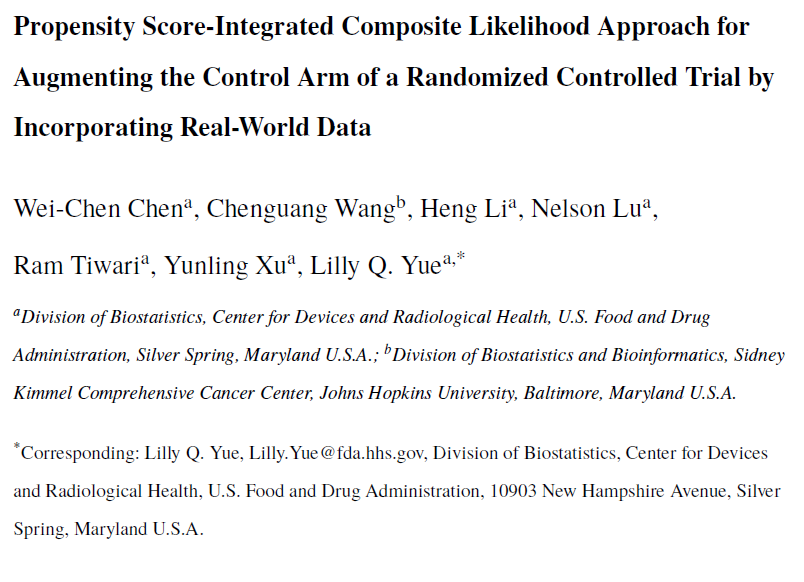 Propensity Score-Integrated Composite Likelihood Approach for
Augmenting the Control Arm of a Randomized Controlled Trial by
Incorporating Real-World Data
Wei-Chen Chenᵃ, Chenguang Wangᵇ, Heng Liᵃ, Nelson Luᵃ,
Ram Tiwariᵃ, Yunling Xuᵃ, Lilly Q. Yueᵃ,*
ᵃDivision of Biostatistics, Center for Devices and Radiological Health, U.S. Food and Drug
Administration, Silver Spring, Maryland U.S.A.; ᵇDivision of Biostatistics and Bioinformatics, Sidney
Kimmel Comprehensive Cancer Center, Johns Hopkins University, Baltimore, Maryland U.S.A.
*Corresponding: Lilly Q. Yue, Lilly.Yue@fda.hhs.gov, Division of Biostatistics, Center for Devices
and Radiological Health, U.S. Food and Drug Administration, 10903 New Hampshire Avenue, Silver
Spring, Maryland U.S.A.